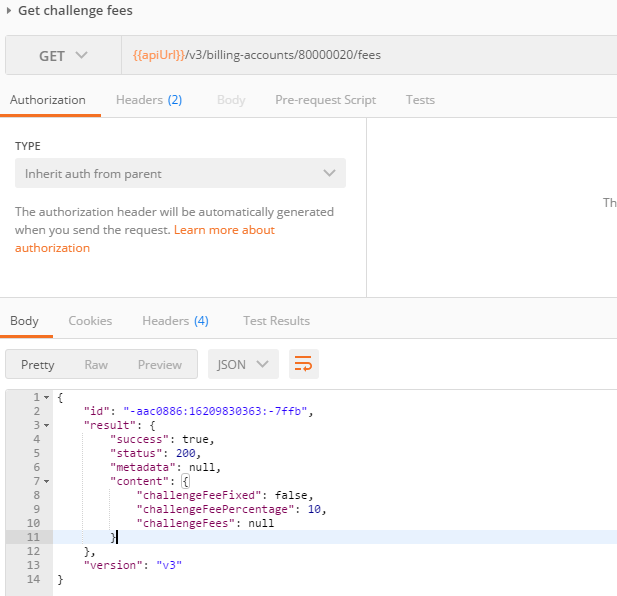 Get challenge fees
GET {{apiUrl}}/v3/billing-accounts/80000020/fees
Authorization Headers (2) Body Pre-request Script Tests
TYPE
Inherit auth from parent
The authorization header will be automatically generated
when you send the request. Learn more about
authorization
Th
Body Cookies Headers (4) Test Results
Pretty Raw Preview JSON
1 {
2 "id": "-aac0886:16209830363:-7ffb",
3 "result": {
4 "success": true,
5 "status": 200,
6 "metadata": null,
7 "content": {
8 "challengeFeeFixed": false,
9 "challengeFeePercentage": 10,
10 "challengeFees": null
11 }
12 },
13 "version": "v3"
14 }